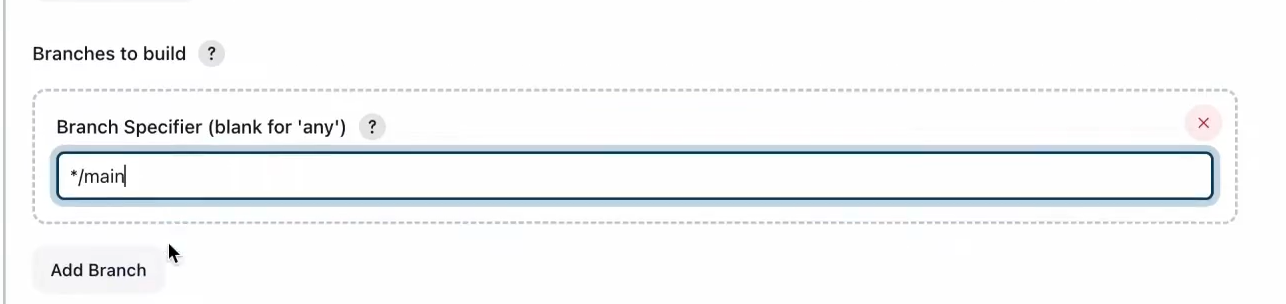 Branches to build ?
Branch Specifier (blank for 'any') ?
*/main
Add Branch